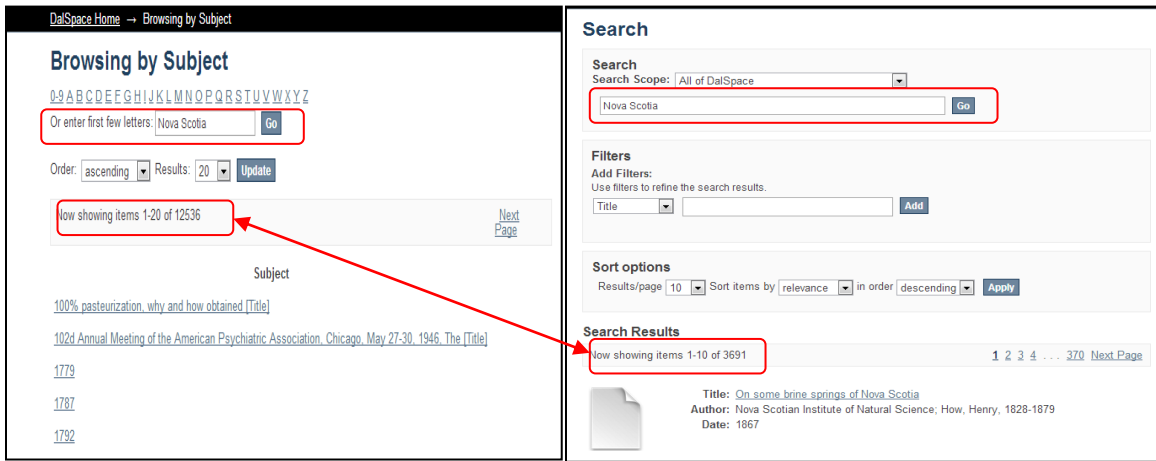 DalSpace Home → Browsing by Subject
Browsing by Subject
0-9 A B C D E F G H I J K L M N O P Q R S T U V W X Y Z
Or enter first few letters: Nova Scotia Go
Order: ascending Results: 20 Update
Now showing items 1-20 of 12536
Next
Page
Subject
100% pasteurization, why and how obtained [Title]
102d Annual Meeting of the American Psychiatric Association, Chicago, May 27-30, 1946, The [Title]
1779
1787
1792
Search
Search
Search Scope: All of DalSpace
Nova Scotia Go
Filters
Add Filters:
Use filters to refine the search results.
Title Add
Sort options
Results/page 10 Sort items by relevance in order descending Apply
Search Results
Now showing items 1-10 of 3691
1 2 3 4 . . . 370 Next Page
Title: On some brine springs of Nova Scotia
Author: Nova Scotian Institute of Natural Science; How, Henry, 1828-1879
Date: 1867